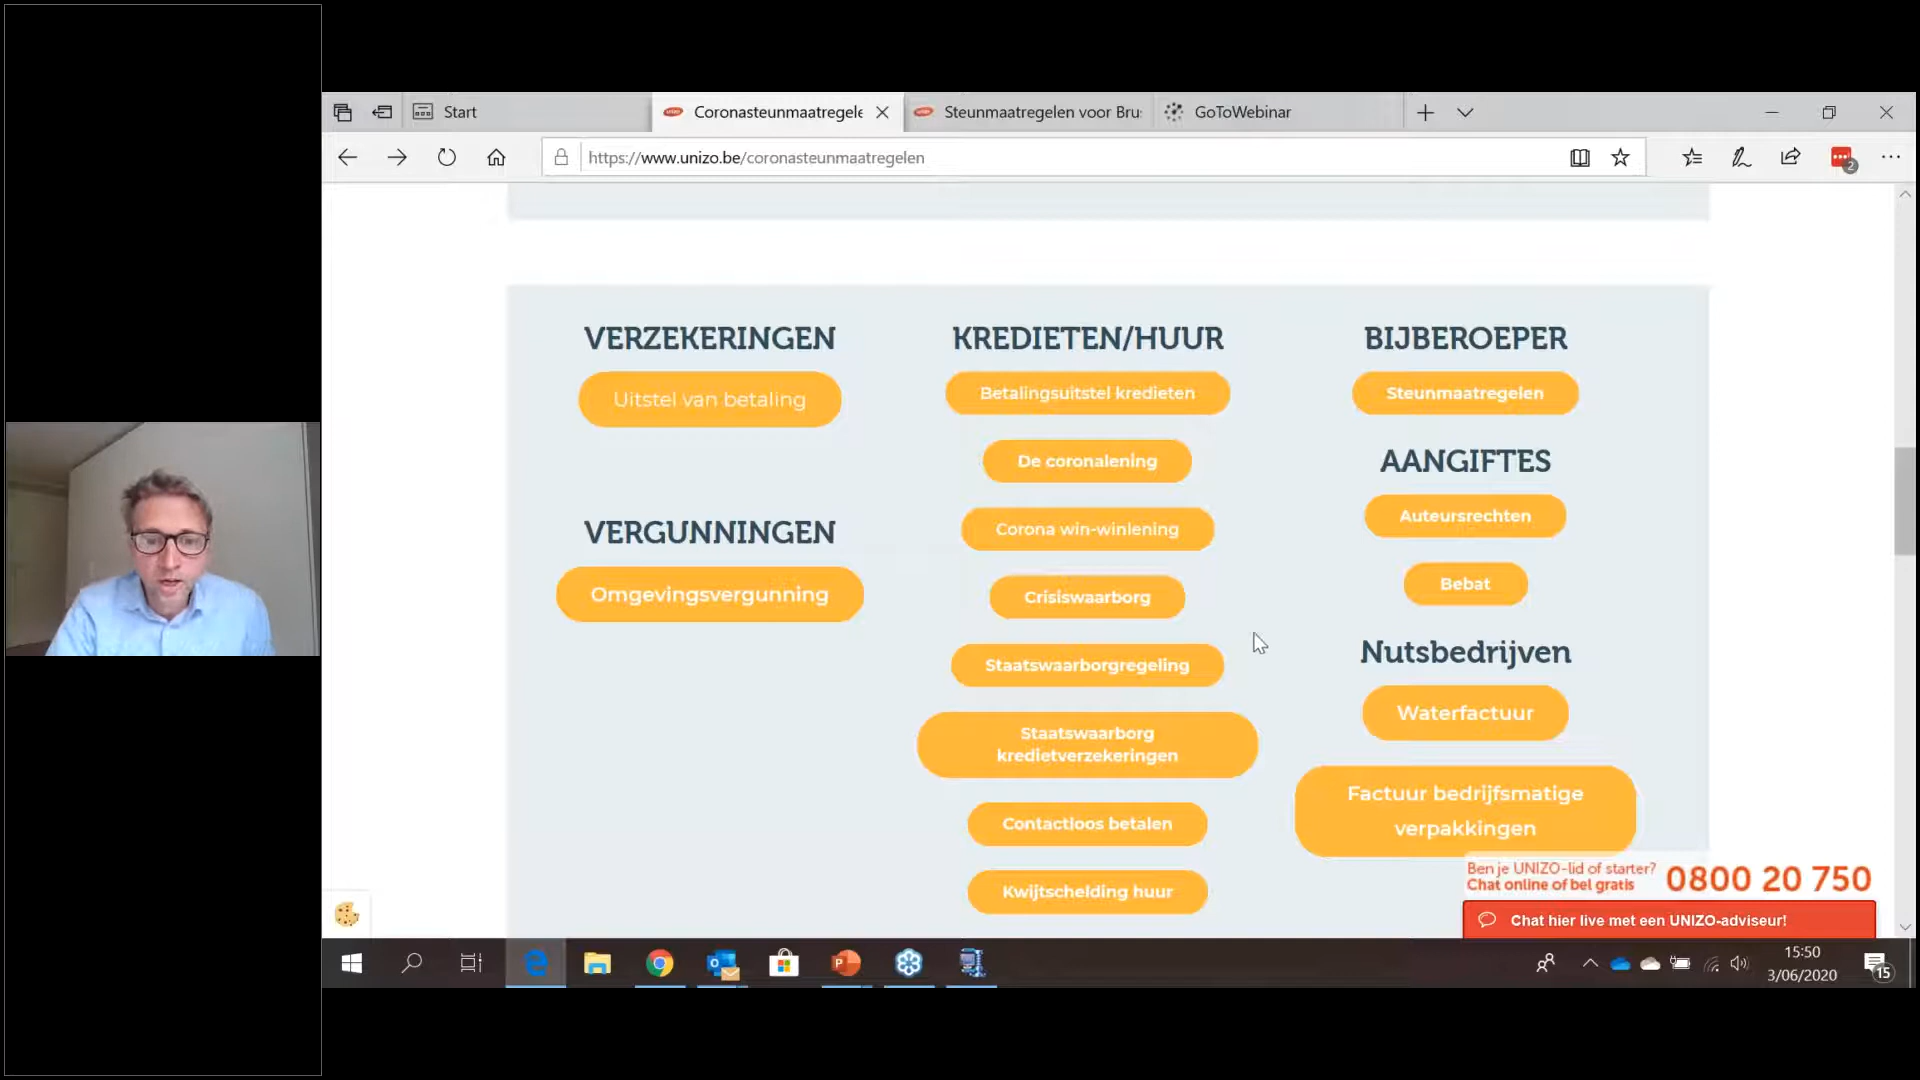 Start
Coronasteunmaatregele
Steunmaatregelen voor Bru
GoToWebinar
https://www.unizo.be/coronasteunmaatregelen
2
VERZEKERINGEN
Uitstel van betaling
VERGUNNINGEN
Omgevingsvergunning
KREDIETEN/HUUR
Betalingsuitstel kredieten
De coronalening
Corona win-winlening
Crisiswaarborg
Staatswaarborgregeling
Staatswaarborg
kredietverzekeringen
Contactloos betalen
Kwijtschelding huur
BIJBEROEPER
Steunmaatregelen
AANGIFTES
Auteursrechten
Bebat
Nutsbedrijven
Waterfactuur
Factuur bedrijfsmatige
verpakkingen
Ben je UNIZO-lid of starter?
Chat online of bel gratis
0800 20 750
Chat hier live met een UNIZO-adviseur!
15:50
3/06/2020
15